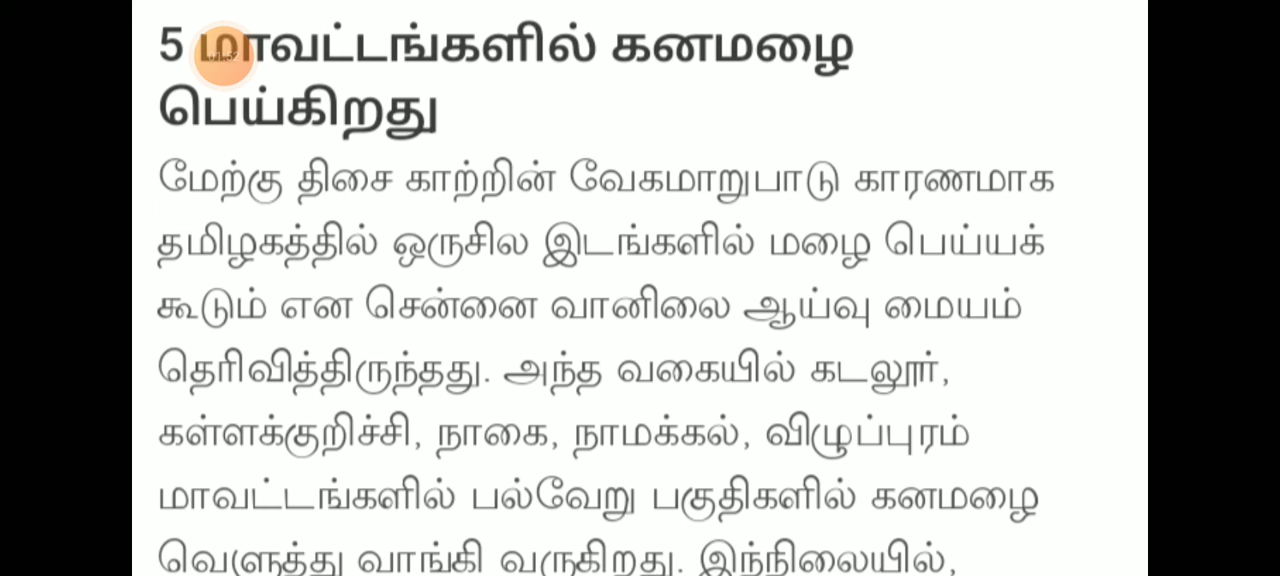 5 மாவட்டங்களில் கனமழை
பெய்கிறது
மேற்கு திசை காற்றின் வேகமாறுபாடு காரணமாக
தமிழகத்தில் ஒருசில இடங்களில் மழை பெய்யக்
கூடும் என சென்னை வானிலை ஆய்வு மையம்
தெரிவித்திருந்தது. அந்த வகையில் கடலூர்,
கள்ளக்குறிச்சி, நாகை, நாமக்கல், விழுப்புரம்
மாவட்டங்களில் பல்வேறு பகுதிகளில் கனமழை
வெளுத்து வாங்கி வருகிறது. இந்நிலையில்,